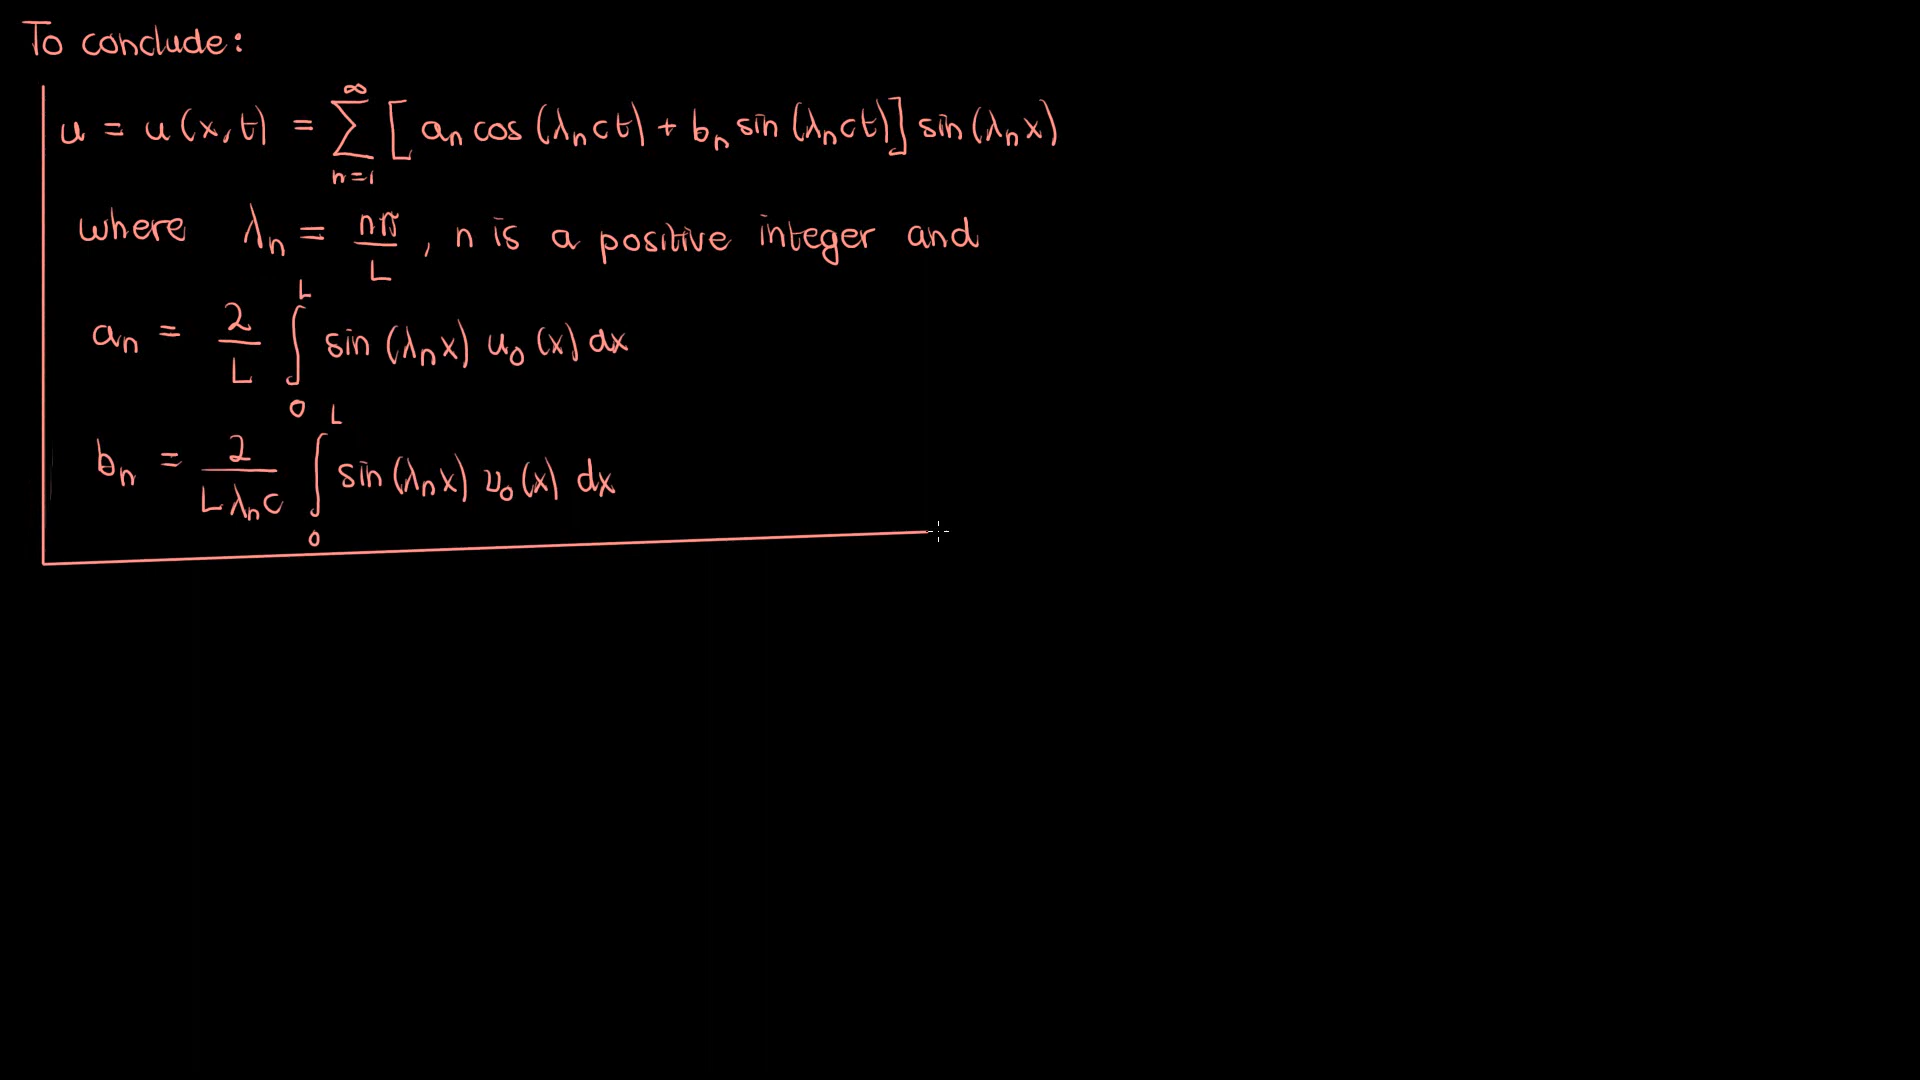 To conclude:
u = u(x,t) = ∑_{n=1}^{∞} [a_n cos(λ_n ct) + b_n sin(λ_n ct)] sin(λ_n x)
where λ_n = nπ/L, n is a positive integer and
a_n = 2/L ∫_0^L sin(λ_n x) u_0(x) dx
b_n = 2/(L λ_n c) ∫_0^L sin(λ_n x) v_0(x) dx